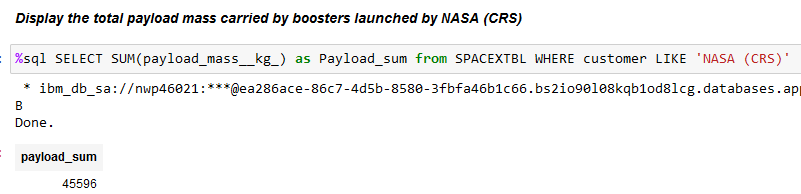 Display the total payload mass carried by boosters launched by NASA (CRS)
: %sql SELECT SUM(payload_mass__kg_) as Payload_sum from SPACEXTBL WHERE customer LIKE 'NASA (CRS)'
* ibm_db_sa://nwp46021:***@ea286ace-86c7-4d5b-8580-3fbfa46b1c66.bs2io90l08kqb1od8lcg.databases.app
B
Done.
:
payload_sum
45596